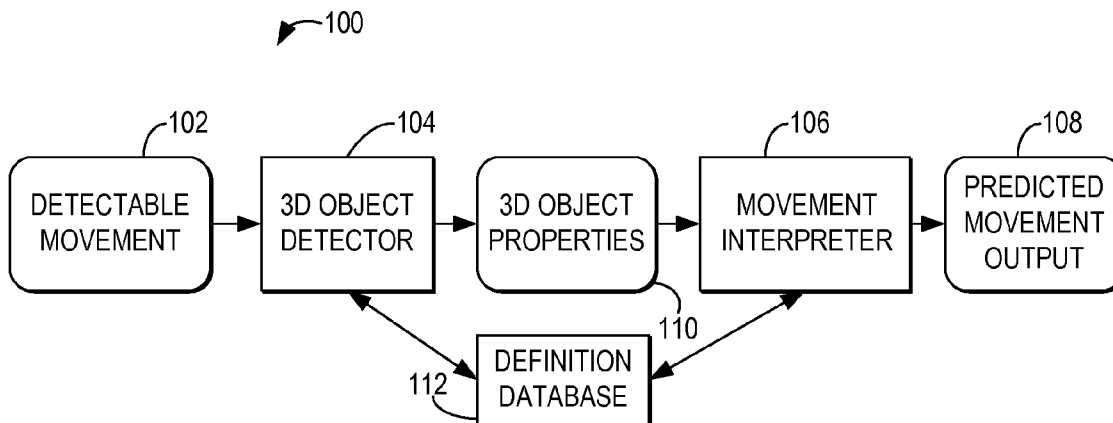 100
102
104
106
108
DETECTABLE
MOVEMENT
3D OBJECT
DETECTOR
3D OBJECT
PROPERTIES
MOVEMENT
INTERPRETER
PREDICTED
MOVEMENT
OUTPUT
110
112
DEFINITION
DATABASE